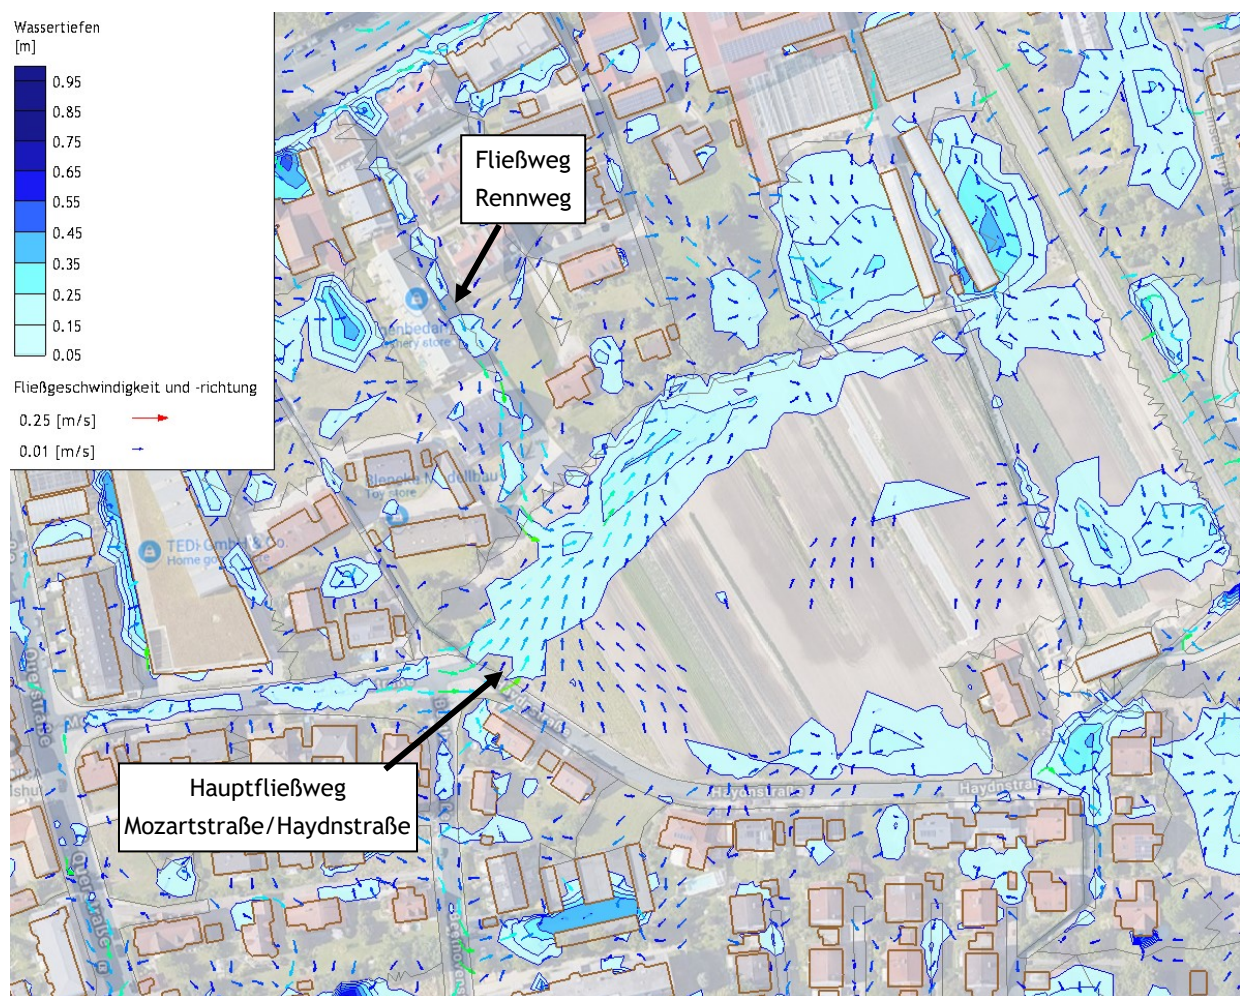 Wassertiefen
[m]
0.95
0.85
0.75
0.65
0.55
0.45
0.35
0.25
0.15
0.05
Fließgeschwindigkeit und -richtung
0.25 [m/s]
0.01 [m/s]
Fließweg
Rennweg
Toy store
TEDi GmbH & Co.
Querstraße
Haydnstraße
Haydnstraße
Hauptfließweg
Mozartstraße/Haydnstraße